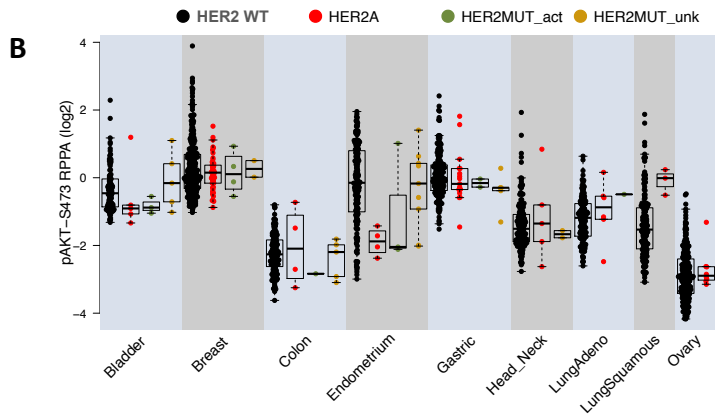 HER2 WT HER2A HER2MUT_act HER2MUT_unk
B
pAKT−S473 RPPA (log2)
4
2
0
−2
−4
Bladder
Breast
Colon
Endometrium
Gastric
Head_Neck
LungAdeno
LungSquamous
Ovary